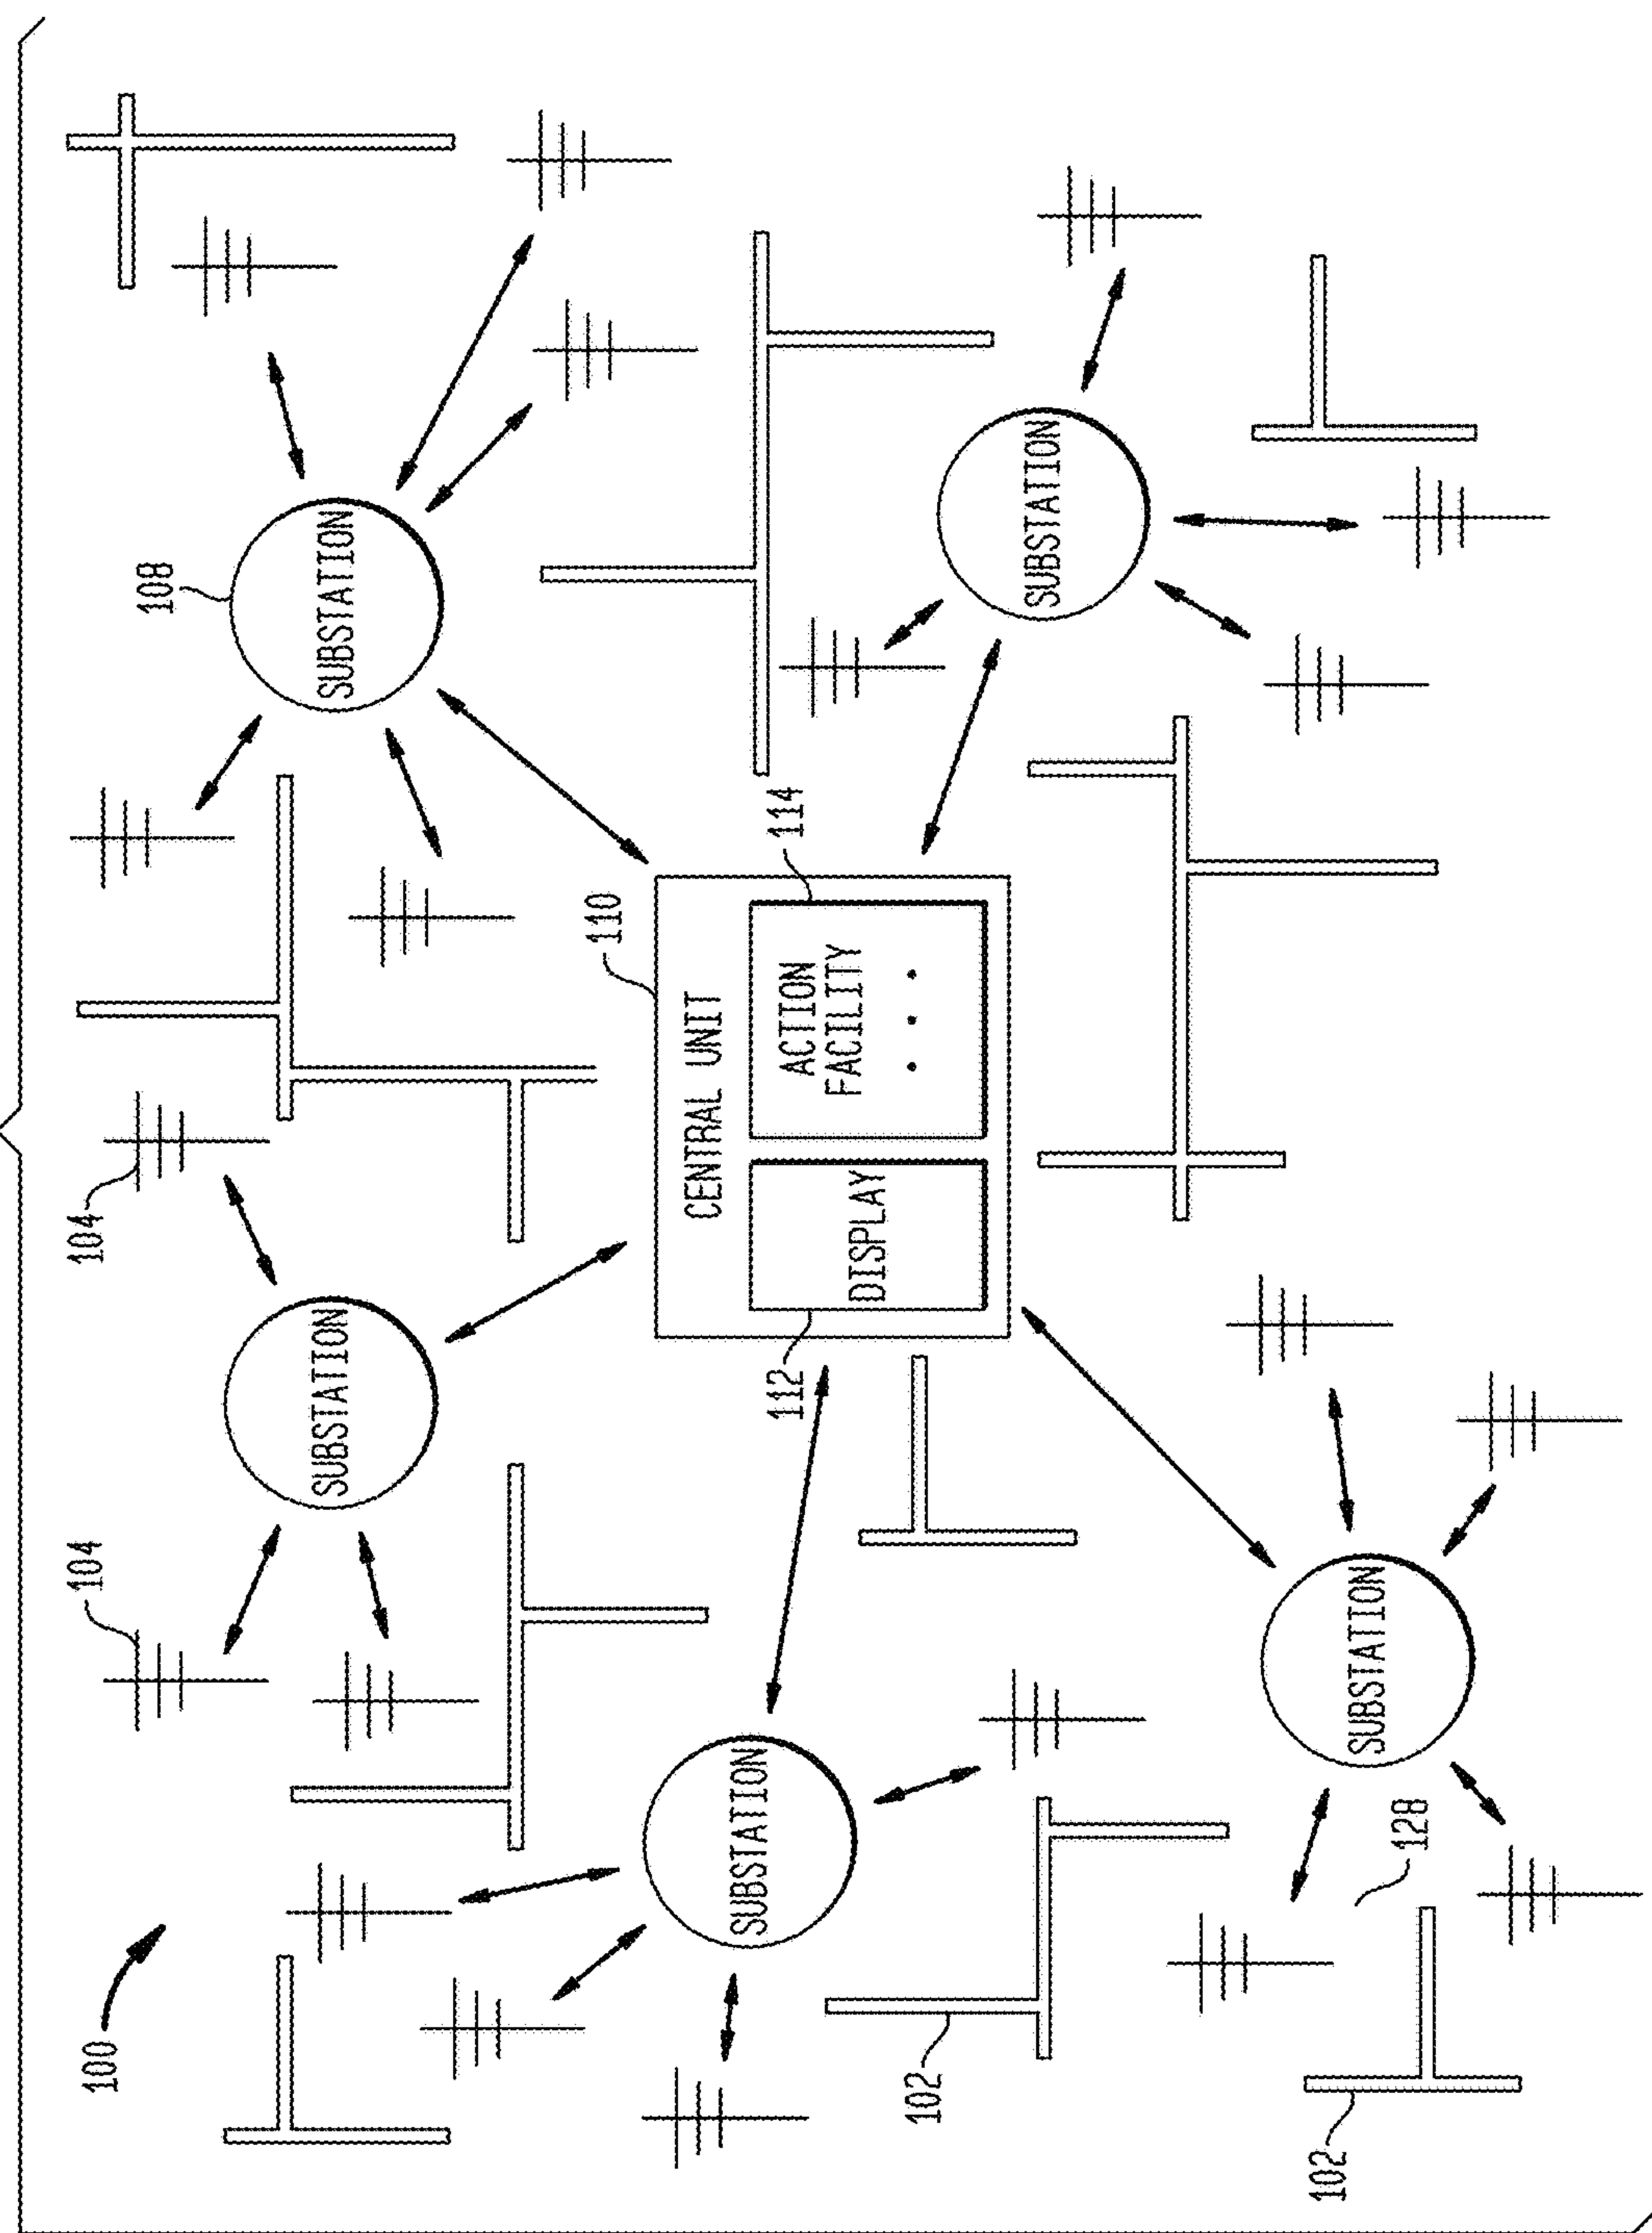 100
104
104
108
SUBSTATION
SUBSTATION
110
CENTRAL UNIT
SUBSTATION
112
114
DISPLAY
ACTION
FACILITY
102
SUBSTATION
102
SUBSTATION
128